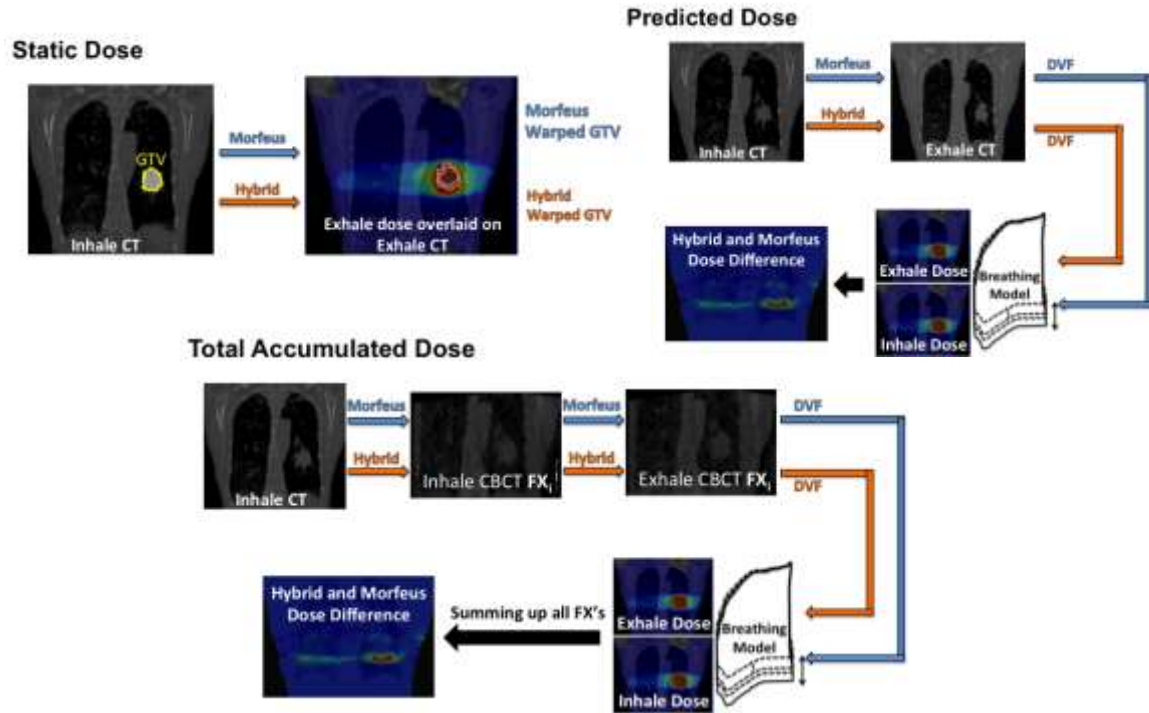 Static Dose
GTV
Inhale CT
Morfeus
Hybrid
Exhale dose overlaid on
Exhale CT
Morfeus
Warped GTV
Hybrid
Warped GTV
Predicted Dose
Inhale CT
Morfeus
Hybrid
Exhale CT
DVF
DVF
Hybrid and Morfeus
Dose Difference
Exhale Dose
Inhale Dose
Breathing
Model
Total Accumulated Dose
Inhale CT
Morfeus
Hybrid
Inhale CBCT FXi
Morfeus
Hybrid
Exhale CBCT FXi
DVF
DVF
Hybrid and Morfeus
Dose Difference
Summing up all FX's
Exhale Dose
Inhale Dose
Breathing
Model